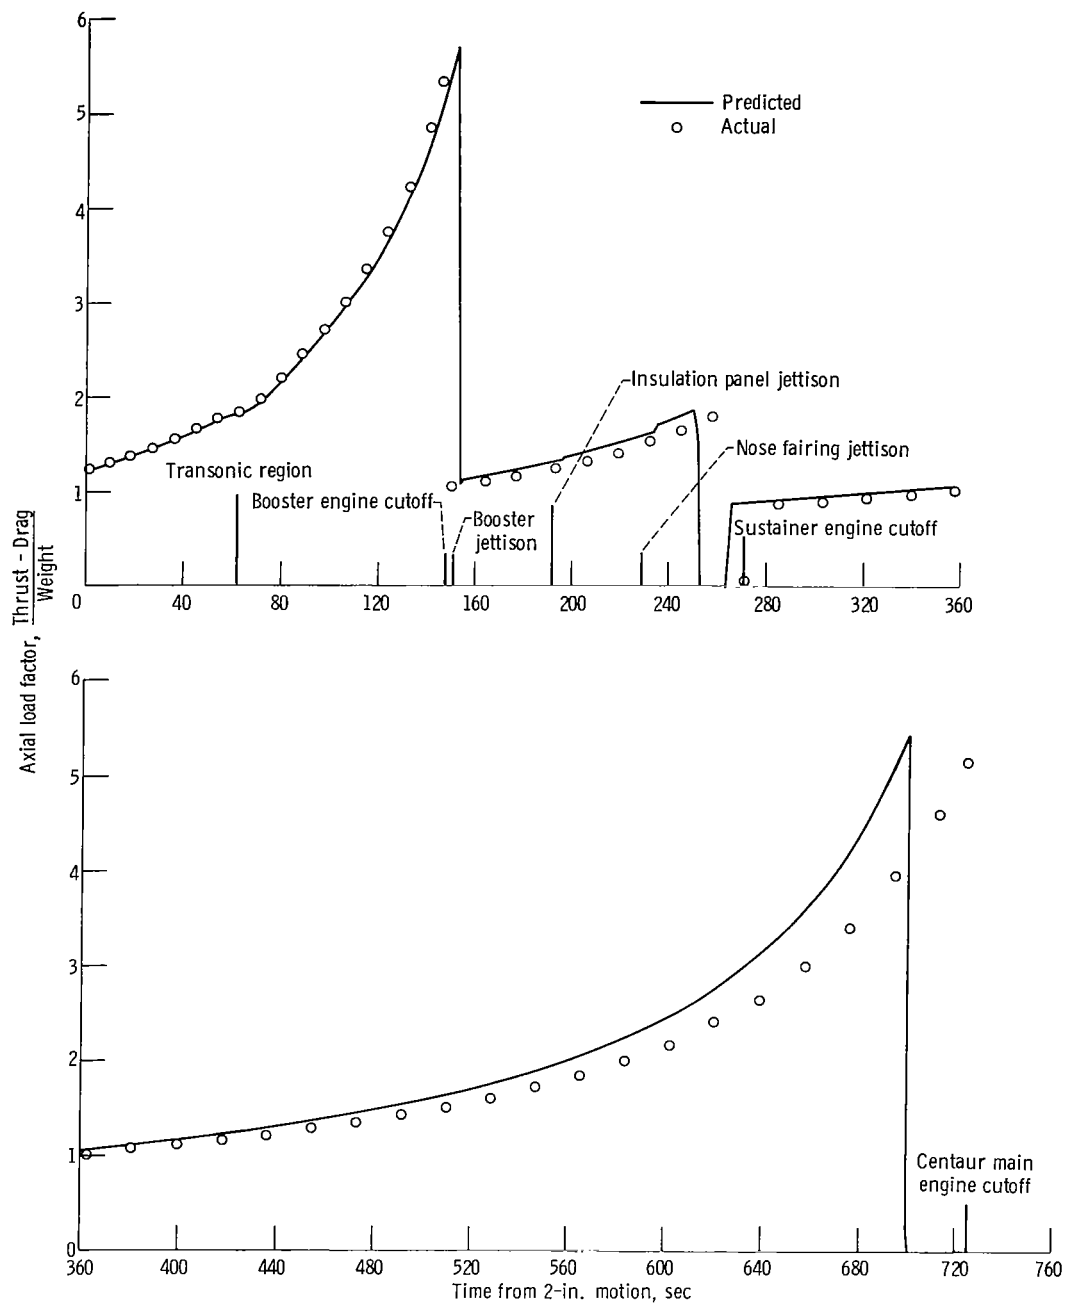 6
5
4
3
2
1
Predicted
Actual
Insulation panel jettison
Nose fairing jettison
Transonic region
Booster engine cutoff
Booster
jettison
Sustainer engine cutoff
0 40 80 120 160 200 240 285 320 360
Axial load factor, Thrust - Drag
Weight
6
5
4
3
2
1
0
Centaur main
engine cutoff
360 400 440 480 520 560 600 640 680 720 760
Time from 2-in. motion, sec